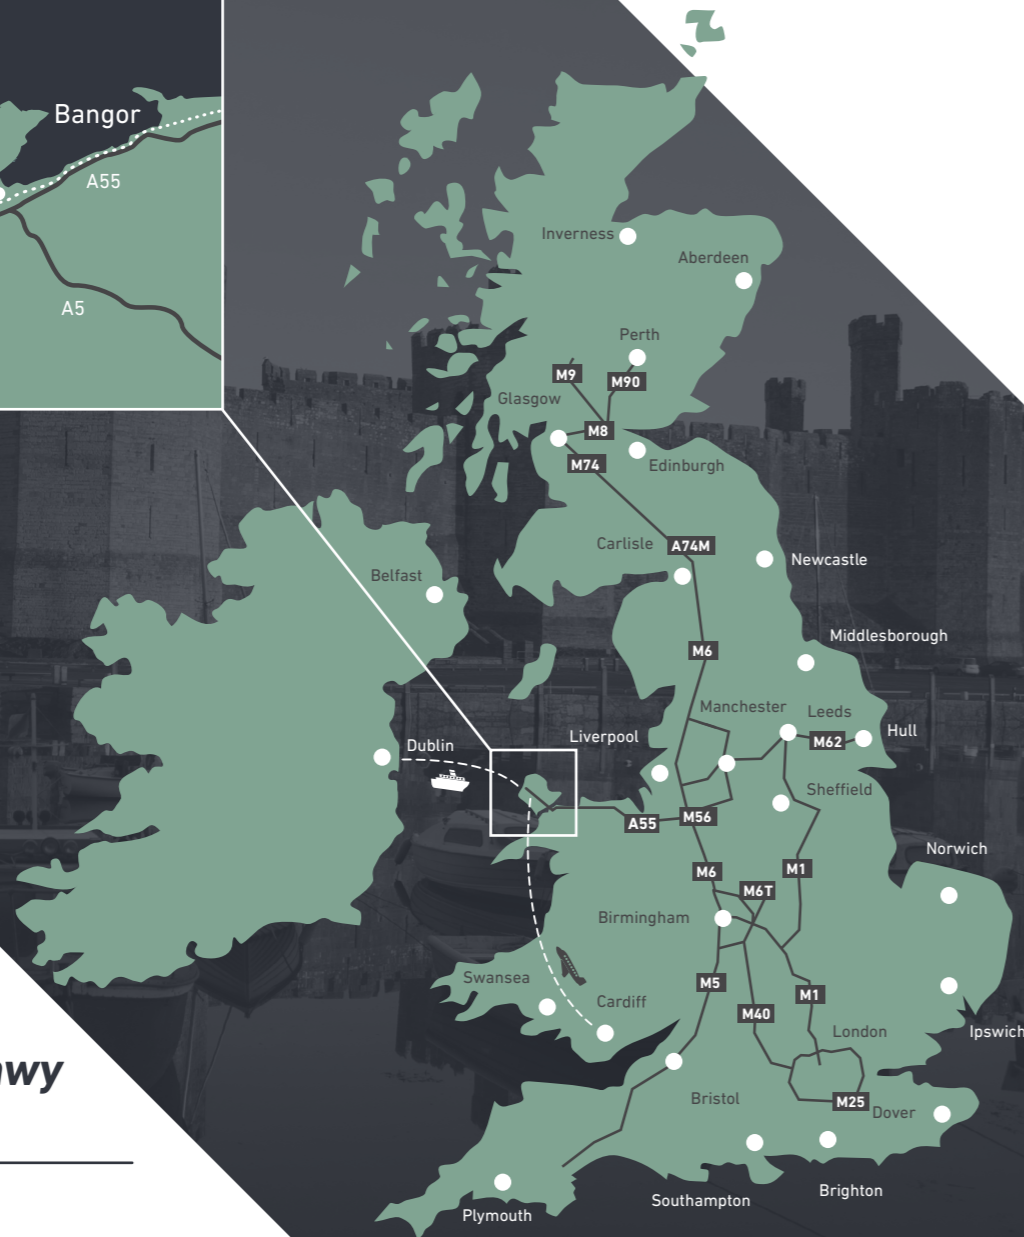 Bangor
A55
A5
Inverness
Aberdeen
Perth
M9
M90
Glasgow
M8
M74
Edinburgh
Carlisle
A74M
Newcastle
Belfast
Middlesborough
M6
Manchester
Leeds
Dublin
Liverpool
M62
Hull
Sheffield
A55
M56
Norwich
M6
M1
M6T
Birmingham
Swansea
M5
Cardiff
M1
M40
London
Ipswich
wy
Bristol
M25
Dover
Southampton
Brighton
Plymouth